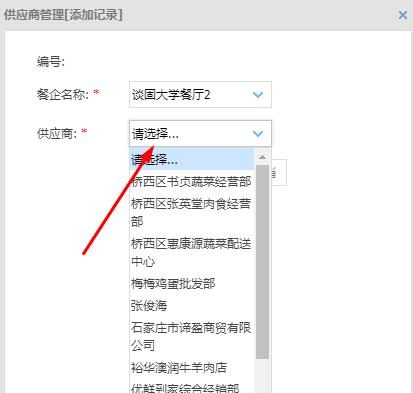 供应商管理[添加记录]
编号:
餐企名称: * 谈固大学餐厅2
供应商: * 请选择...
请选择...
桥西区书贞蔬菜经营部
桥西区张英堂肉食经营
部
桥西区惠康源蔬菜配送
中心
梅梅鸡蛋批发部
张俊海
石家庄市谛盈商贸有限
公司
裕华澳润牛羊肉店
优鲜到家综合经销部